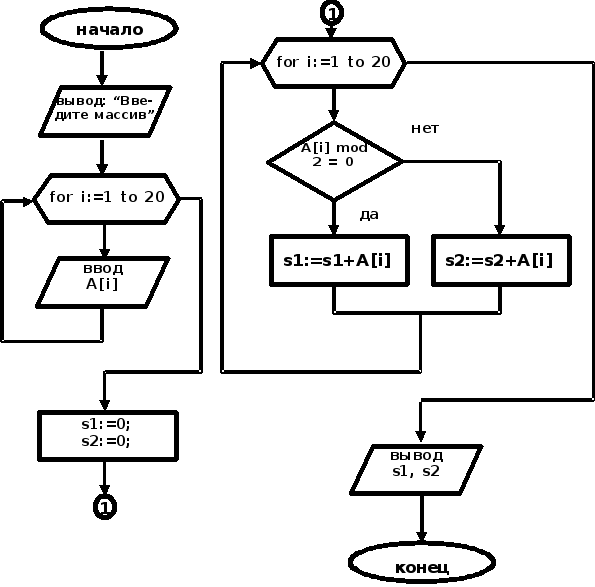 начало
вывод: “Вве-
дите массив”
for i:=1 to 20
ввод
A[i]
s1:=0;
s2:=0;
1
1
for i:=1 to 20
A[i] mod
2 = 0
нет
да
s1:=s1+A[i]
s2:=s2+A[i]
вывод
s1, s2
конец